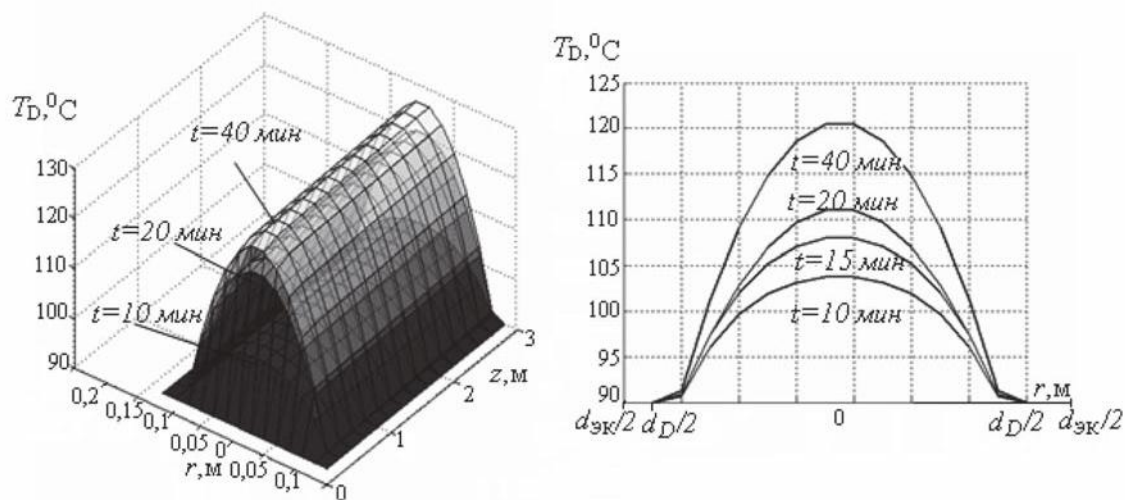 T_D,⁰C
130
120
110
100
90
t=40 мин
t=20 мин
t=10 мин
0,2
0,15
0,1
0,05
0
0,05
0,1
r,м
0
1
2
3
z,м
T_D,⁰C
125
120
115
110
105
100
95
90
t=40 мин
t=20 мин
t=15 мин
t=10 мин
r,м
d_ЭК/2 d_D/2 0 d_D/2 d_ЭК/2